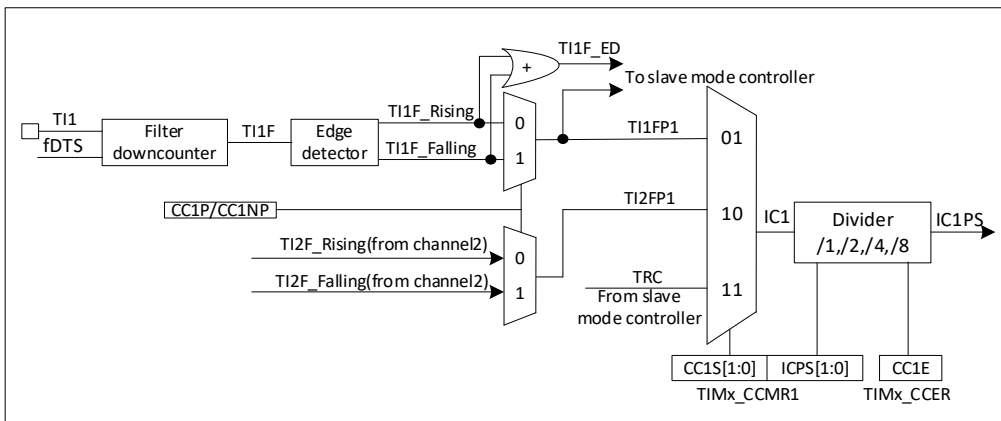 TI1F_ED
+
To slave mode controller
TI1
fDTS
Filter
downcounter
TI1F
Edge
detector
TI1F_Rising
TI1F_Falling
0
1
TI1FP1
01
CC1P/CC1NP
TI2FP1
10
IC1
Divider
/1,/2,/4,/8
IC1PS
TI2F_Rising(from channel2)
TI2F_Falling(from channel2)
0
1
TRC
From slave
mode controller
11
CC1S[1:0]
ICPS[1:0]
CC1E
TIMx_CCMR1
TIMx_CCER